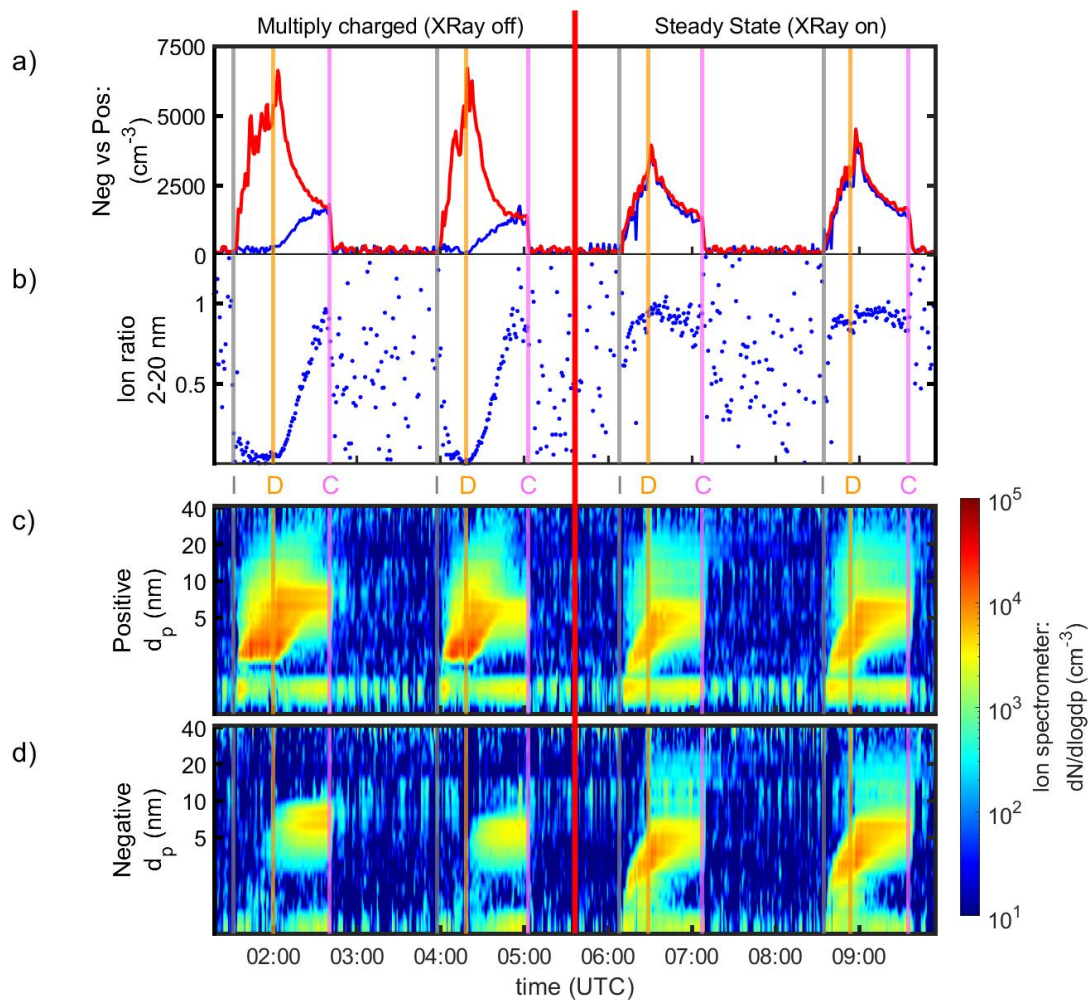 Multiply charged (XRay off) Steady State (XRay on)
a)
7500
5000
2500
0
Neg vs Pos:
(cm-3)
b)
1
0.5
Ion ratio
2-20 nm
I D C I D C I D C I D C
c)
40
20
10
5
Positive
dp (nm)
d)
40
20
10
5
Negative
dp (nm)
02:00 03:00 04:00 05:00 06:00 07:00 08:00 09:00
time (UTC)
105
104
103
102
101
Ion spectrometer:
dN/dlogdp (cm-3)